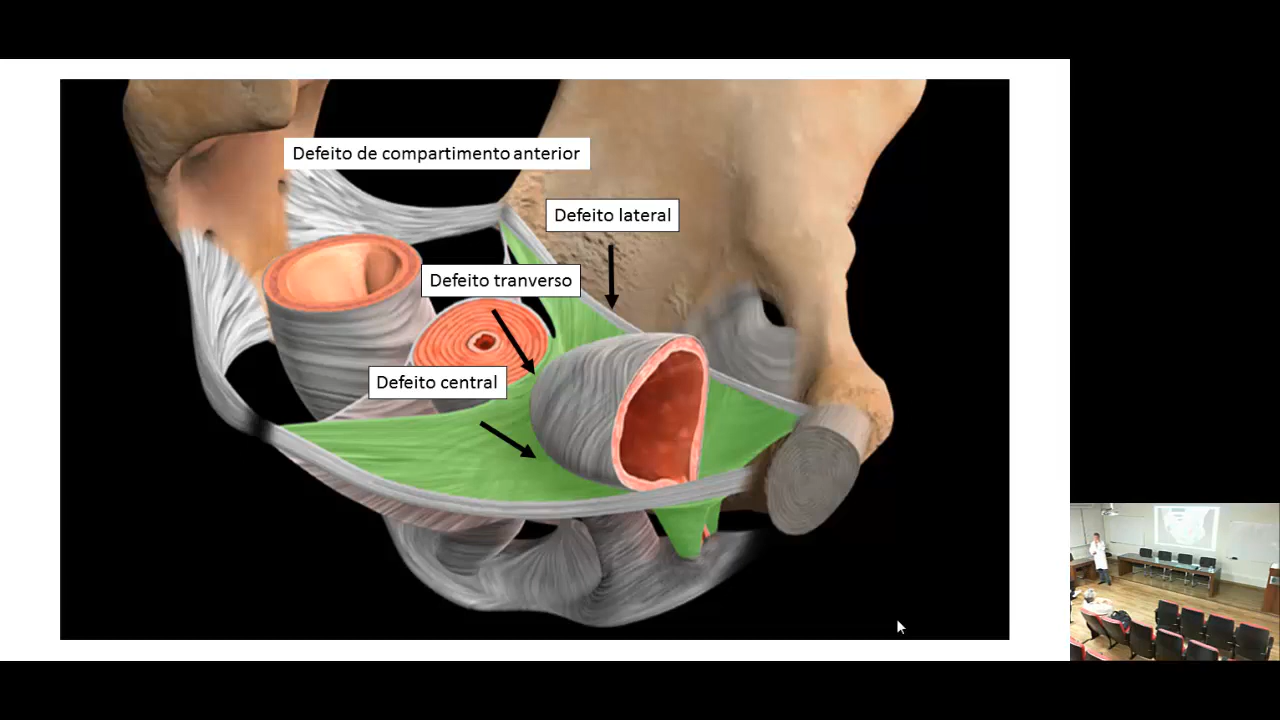 Defeito de compartimento anterior
Defeito lateral
Defeito tranverso
Defeito central